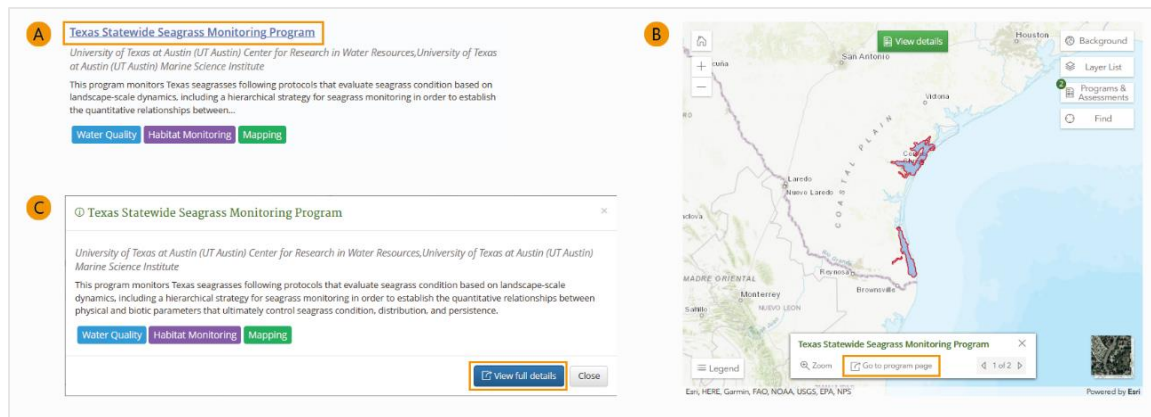 A
Texas Statewide Seagrass Monitoring Program
University of Texas at Austin (UT Austin) Center for Research in Water Resources,University of Texas
at Austin (UT Austin) Marine Science Institute
This program monitors Texas seagrasses following protocols that evaluate seagrass condition based on
landscape-scale dynamics, including a hierarchical strategy for seagrass monitoring in order to establish
the quantitative relationships between...
Water Quality Habitat Monitoring Mapping
B
View details
Houston
San Antonio
Victoria
Laredo
Nuevo Laredo
COASTAL PLAIN
Reynosa
Brownsville
MADRE ORIENTAL
Monterrey
Saltillo
NUEVO LEON
Background
Layer List
2
Programs &
Assessments
Find
Texas Statewide Seagrass Monitoring Program
Zoom
Go to program page
1 of 2
Legend
Esri, HERE, Garmin, FAO, NOAA, USGS, EPA, NPS
Powered by Esri
C
Texas Statewide Seagrass Monitoring Program
University of Texas at Austin (UT Austin) Center for Research in Water Resources,University of Texas at Austin (UT Austin)
Marine Science Institute
This program monitors Texas seagrasses following protocols that evaluate seagrass condition based on landscape-scale
dynamics, including a hierarchical strategy for seagrass monitoring in order to establish the quantitative relationships between
physical and biotic parameters that ultimately control seagrass condition, distribution, and persistence.
Water Quality Habitat Monitoring Mapping
View full details
Close